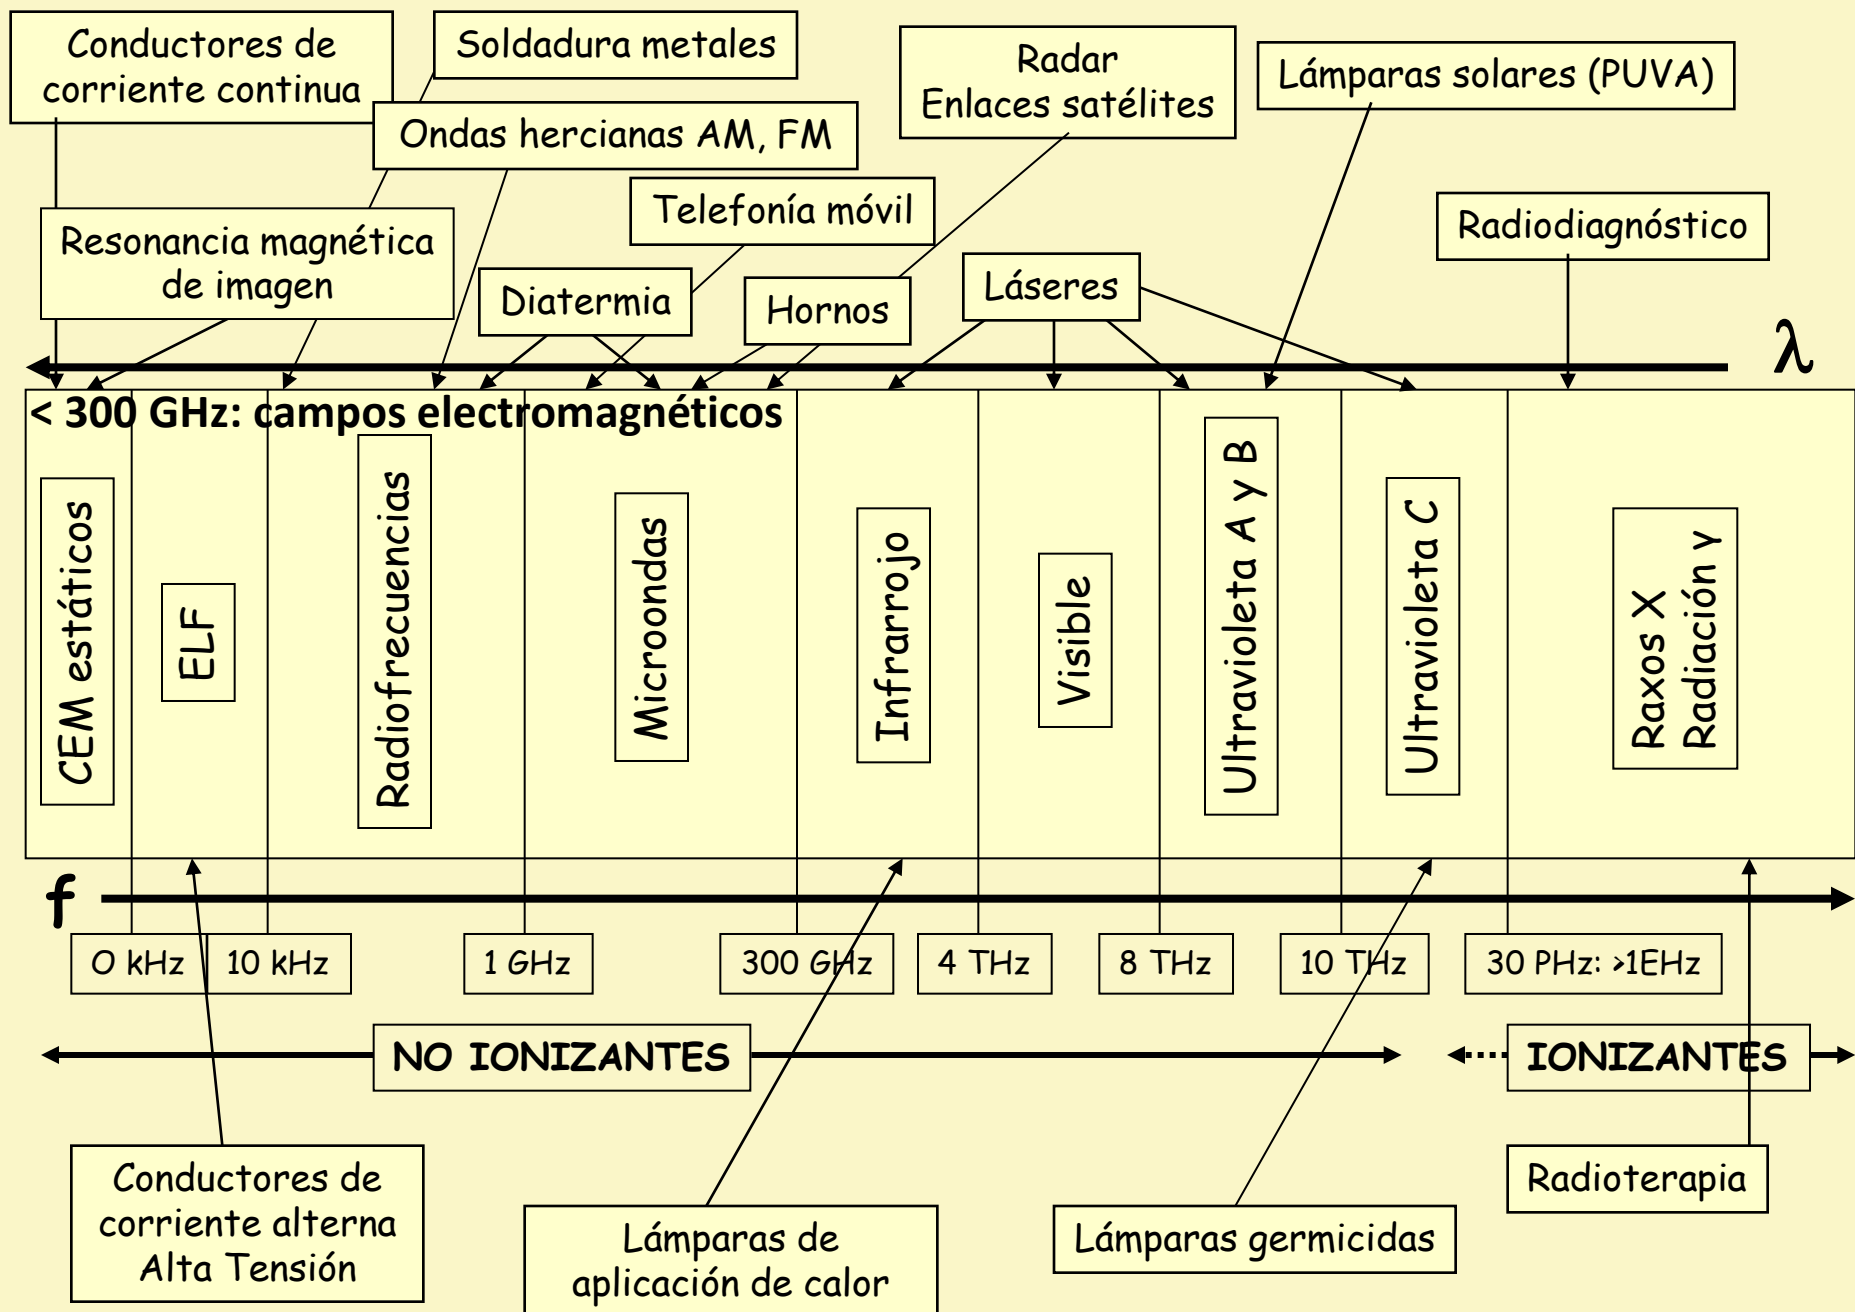 Conductores de
corriente continua
Soldadura metales
Ondas hercianas AM, FM
Radar
Enlaces satélites
Lámparas solares (PUVA)
Resonancia magnética
de imagen
Telefonía móvil
Radiodiagnóstico
Diatermia
Hornos
Láseres
λ
< 300 GHz: campos electromagnéticos
CEM estáticos
ELF
Radiofrecuencias
Microondas
Infrarrojo
Visible
Ultravioleta A y B
Ultravioleta C
Raxos X
Radiación γ
f
O kHz
10 kHz
1 GHz
300 GHz
4 THz
8 THz
10 THz
30 PHz: >1EHz
NO IONIZANTES
IONIZANTES
Conductores de
corriente alterna
Alta Tensión
Lámparas de
aplicación de calor
Lámparas germicidas
Radioterapia